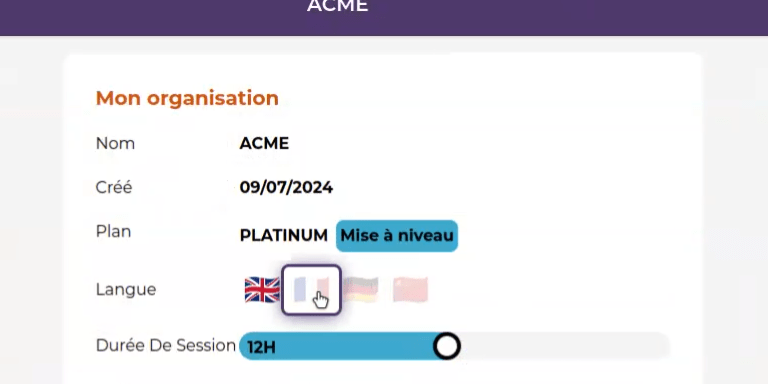 ACME
Mon organisation
Nom ACME
Créé 09/07/2024
Plan PLATINUM Mise à niveau
Langue
Durée De Session 12H